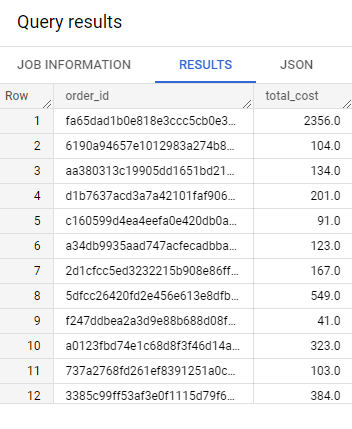 Query results
JOB INFORMATION RESULTS JSON
Row order_id total_cost
1 fa65dad1b0e818e3ccc5cb0e3... 2356.0
2 6190a94657e1012983a274b8... 104.0
3 aa380313c19905dd1651bd21... 134.0
4 d1b7637acd3a7a42101faf906... 201.0
5 c160599d4ea4eefa0e420db0a... 91.0
6 a34db9935aad747acfecadbba... 123.0
7 2d1cfcc5ed3232215b908e86ff... 167.0
8 5dfcc26420fd2e456e613e8dfb... 549.0
9 f247ddbea2a3d9e88b688d08f... 41.0
10 a0123fbd74e1c68d8f3f46d14a... 323.0
11 737a2768fd261ef8391251a0c... 103.0
12 3385c99ff53af3e0f1115d79f6... 384.0